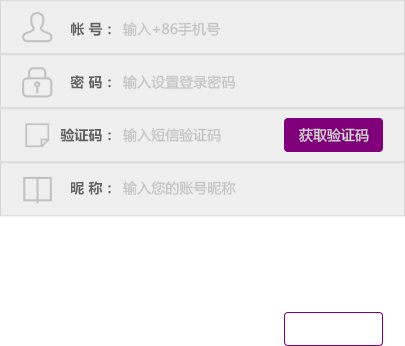 帐 号： 输入+86手机号
密 码： 输入设置登录密码
验证码： 输入短信验证码 获取验证码
昵 称： 输入您的账号昵称